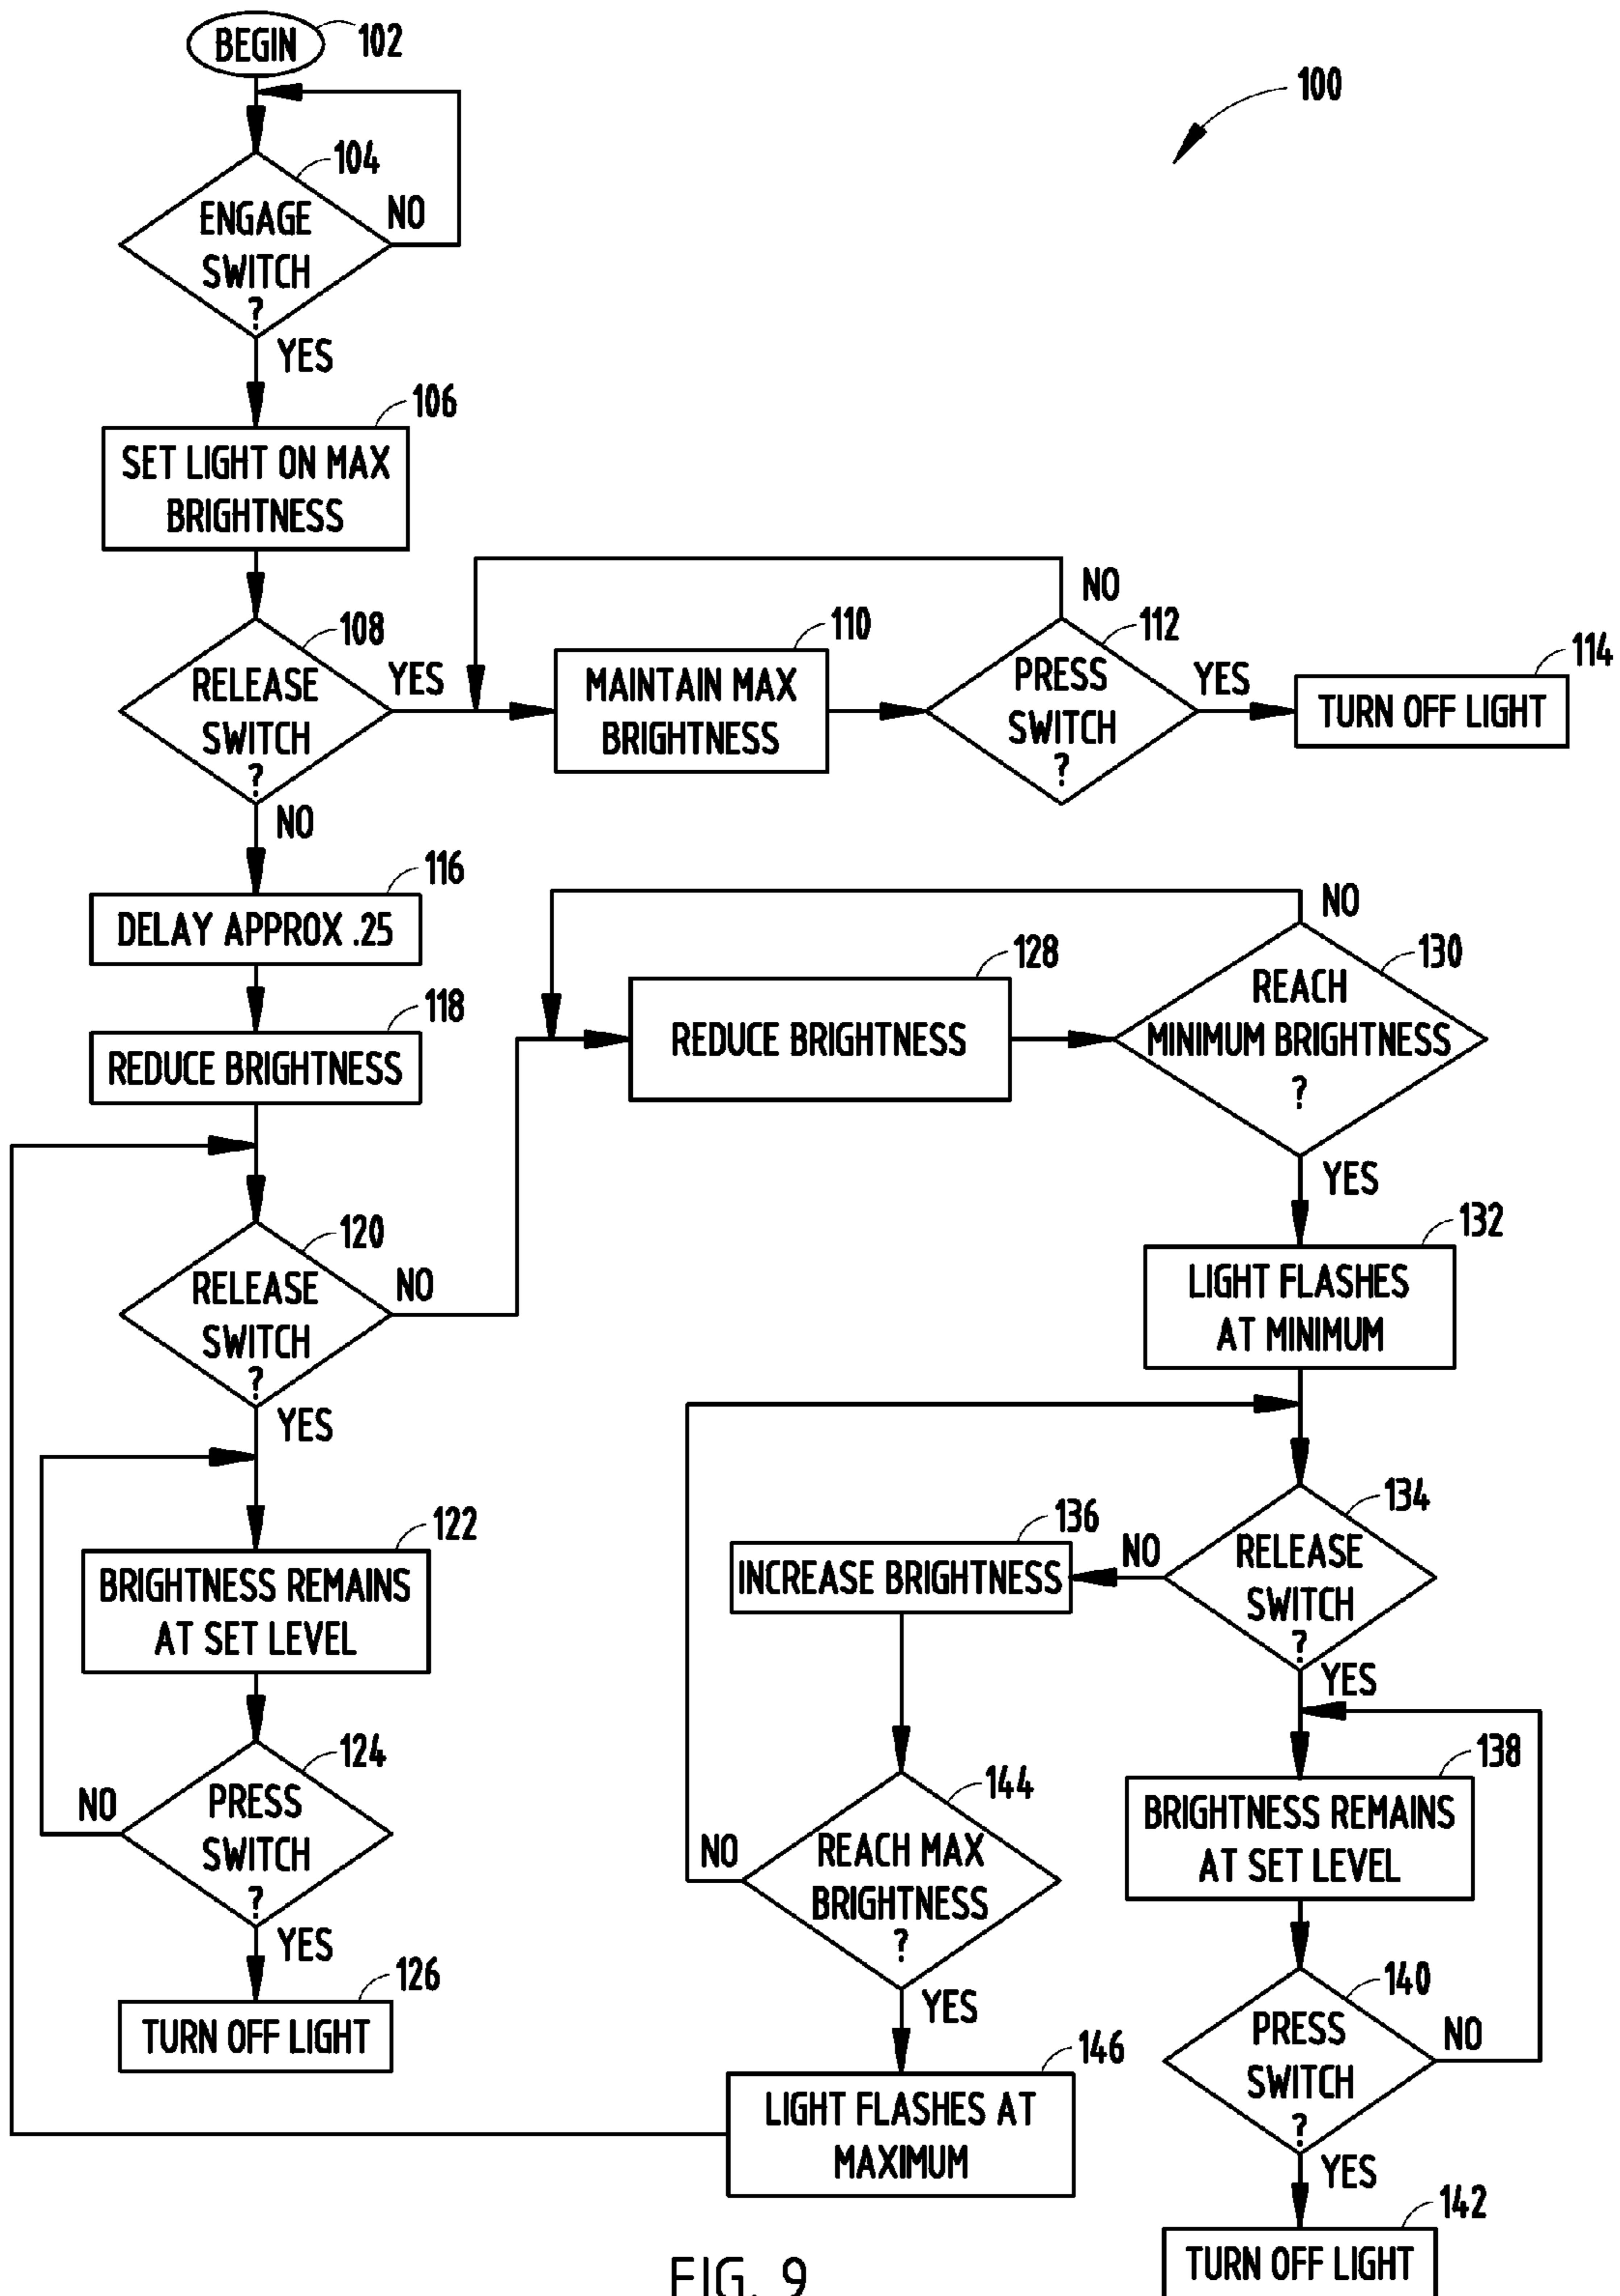 BEGIN
102
100
104
ENGAGE
SWITCH
?
NO
YES
106
SET LIGHT ON MAX
BRIGHTNESS
108
RELEASE
SWITCH
?
YES
NO
110
MAINTAIN MAX
BRIGHTNESS
112
PRESS
SWITCH
?
NO
YES
114
TURN OFF LIGHT
116
DELAY APPROX .25
118
REDUCE BRIGHTNESS
120
RELEASE
SWITCH
?
NO
YES
122
BRIGHTNESS REMAINS
AT SET LEVEL
124
PRESS
SWITCH
?
NO
YES
126
TURN OFF LIGHT
128
REDUCE BRIGHTNESS
130
REACH
MINIMUM BRIGHTNESS
?
NO
YES
132
LIGHT FLASHES
AT MINIMUM
134
RELEASE
SWITCH
?
NO
YES
136
INCREASE BRIGHTNESS
138
BRIGHTNESS REMAINS
AT SET LEVEL
140
PRESS
SWITCH
?
NO
YES
142
TURN OFF LIGHT
144
REACH MAX
BRIGHTNESS
?
NO
YES
146
LIGHT FLASHES AT
MAXIMUM
FIG. 9